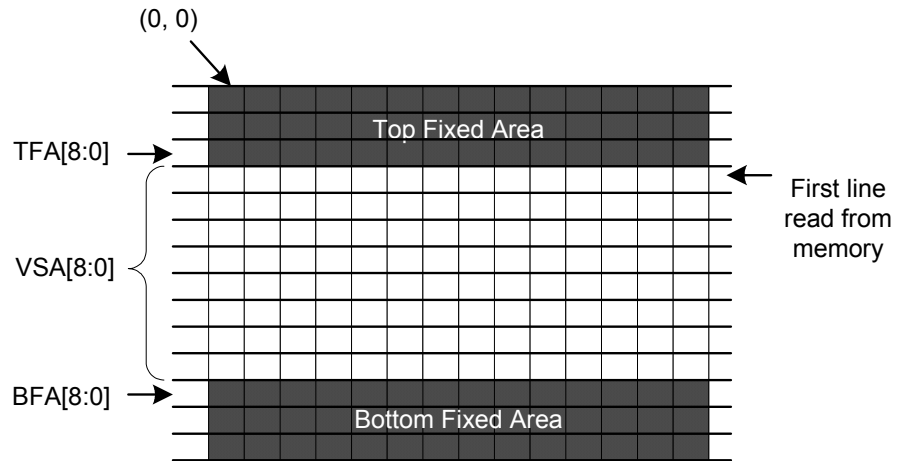 (0, 0)
Top Fixed Area
TFA[8:0]
First line
read from
memory
VSA[8:0]
BFA[8:0]
Bottom Fixed Area